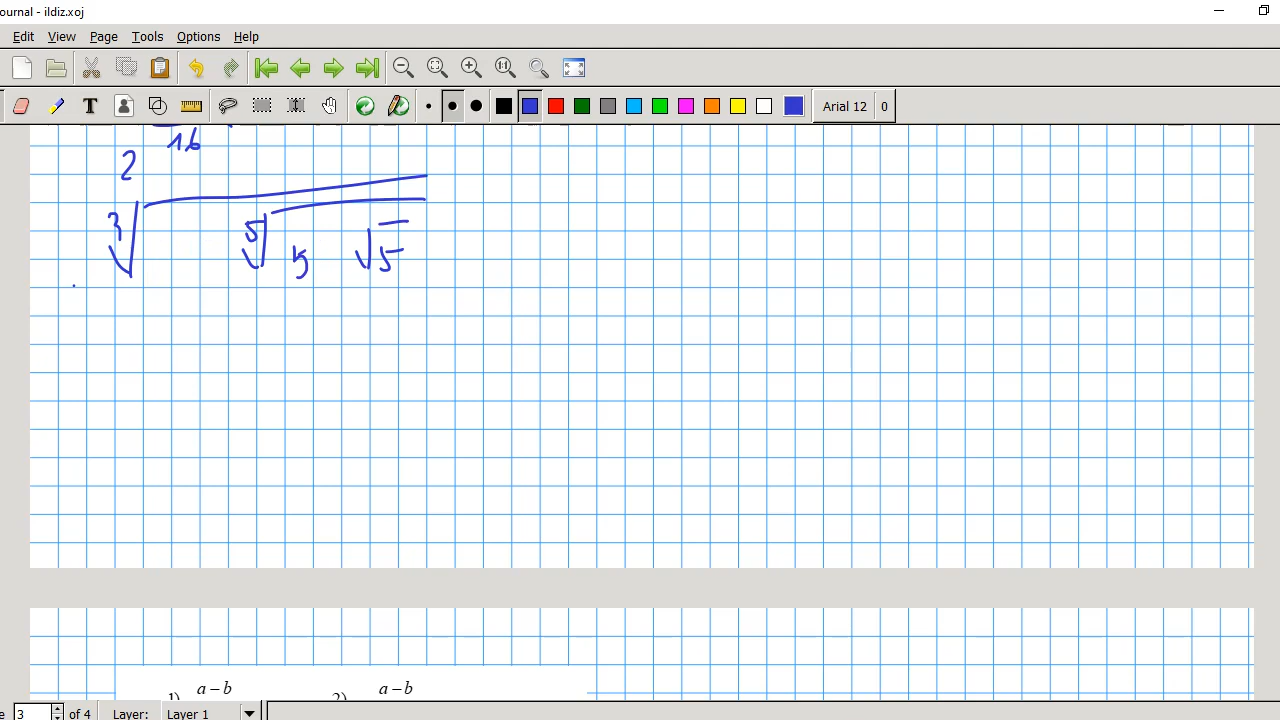 ournal - ildiz.xoj
Edit View Page Tools Options Help
Arial 12 0
16
2
∛ ⁵√ 5 √5
1) a − b 2) a − b
3 of 4 Layer: Layer 1